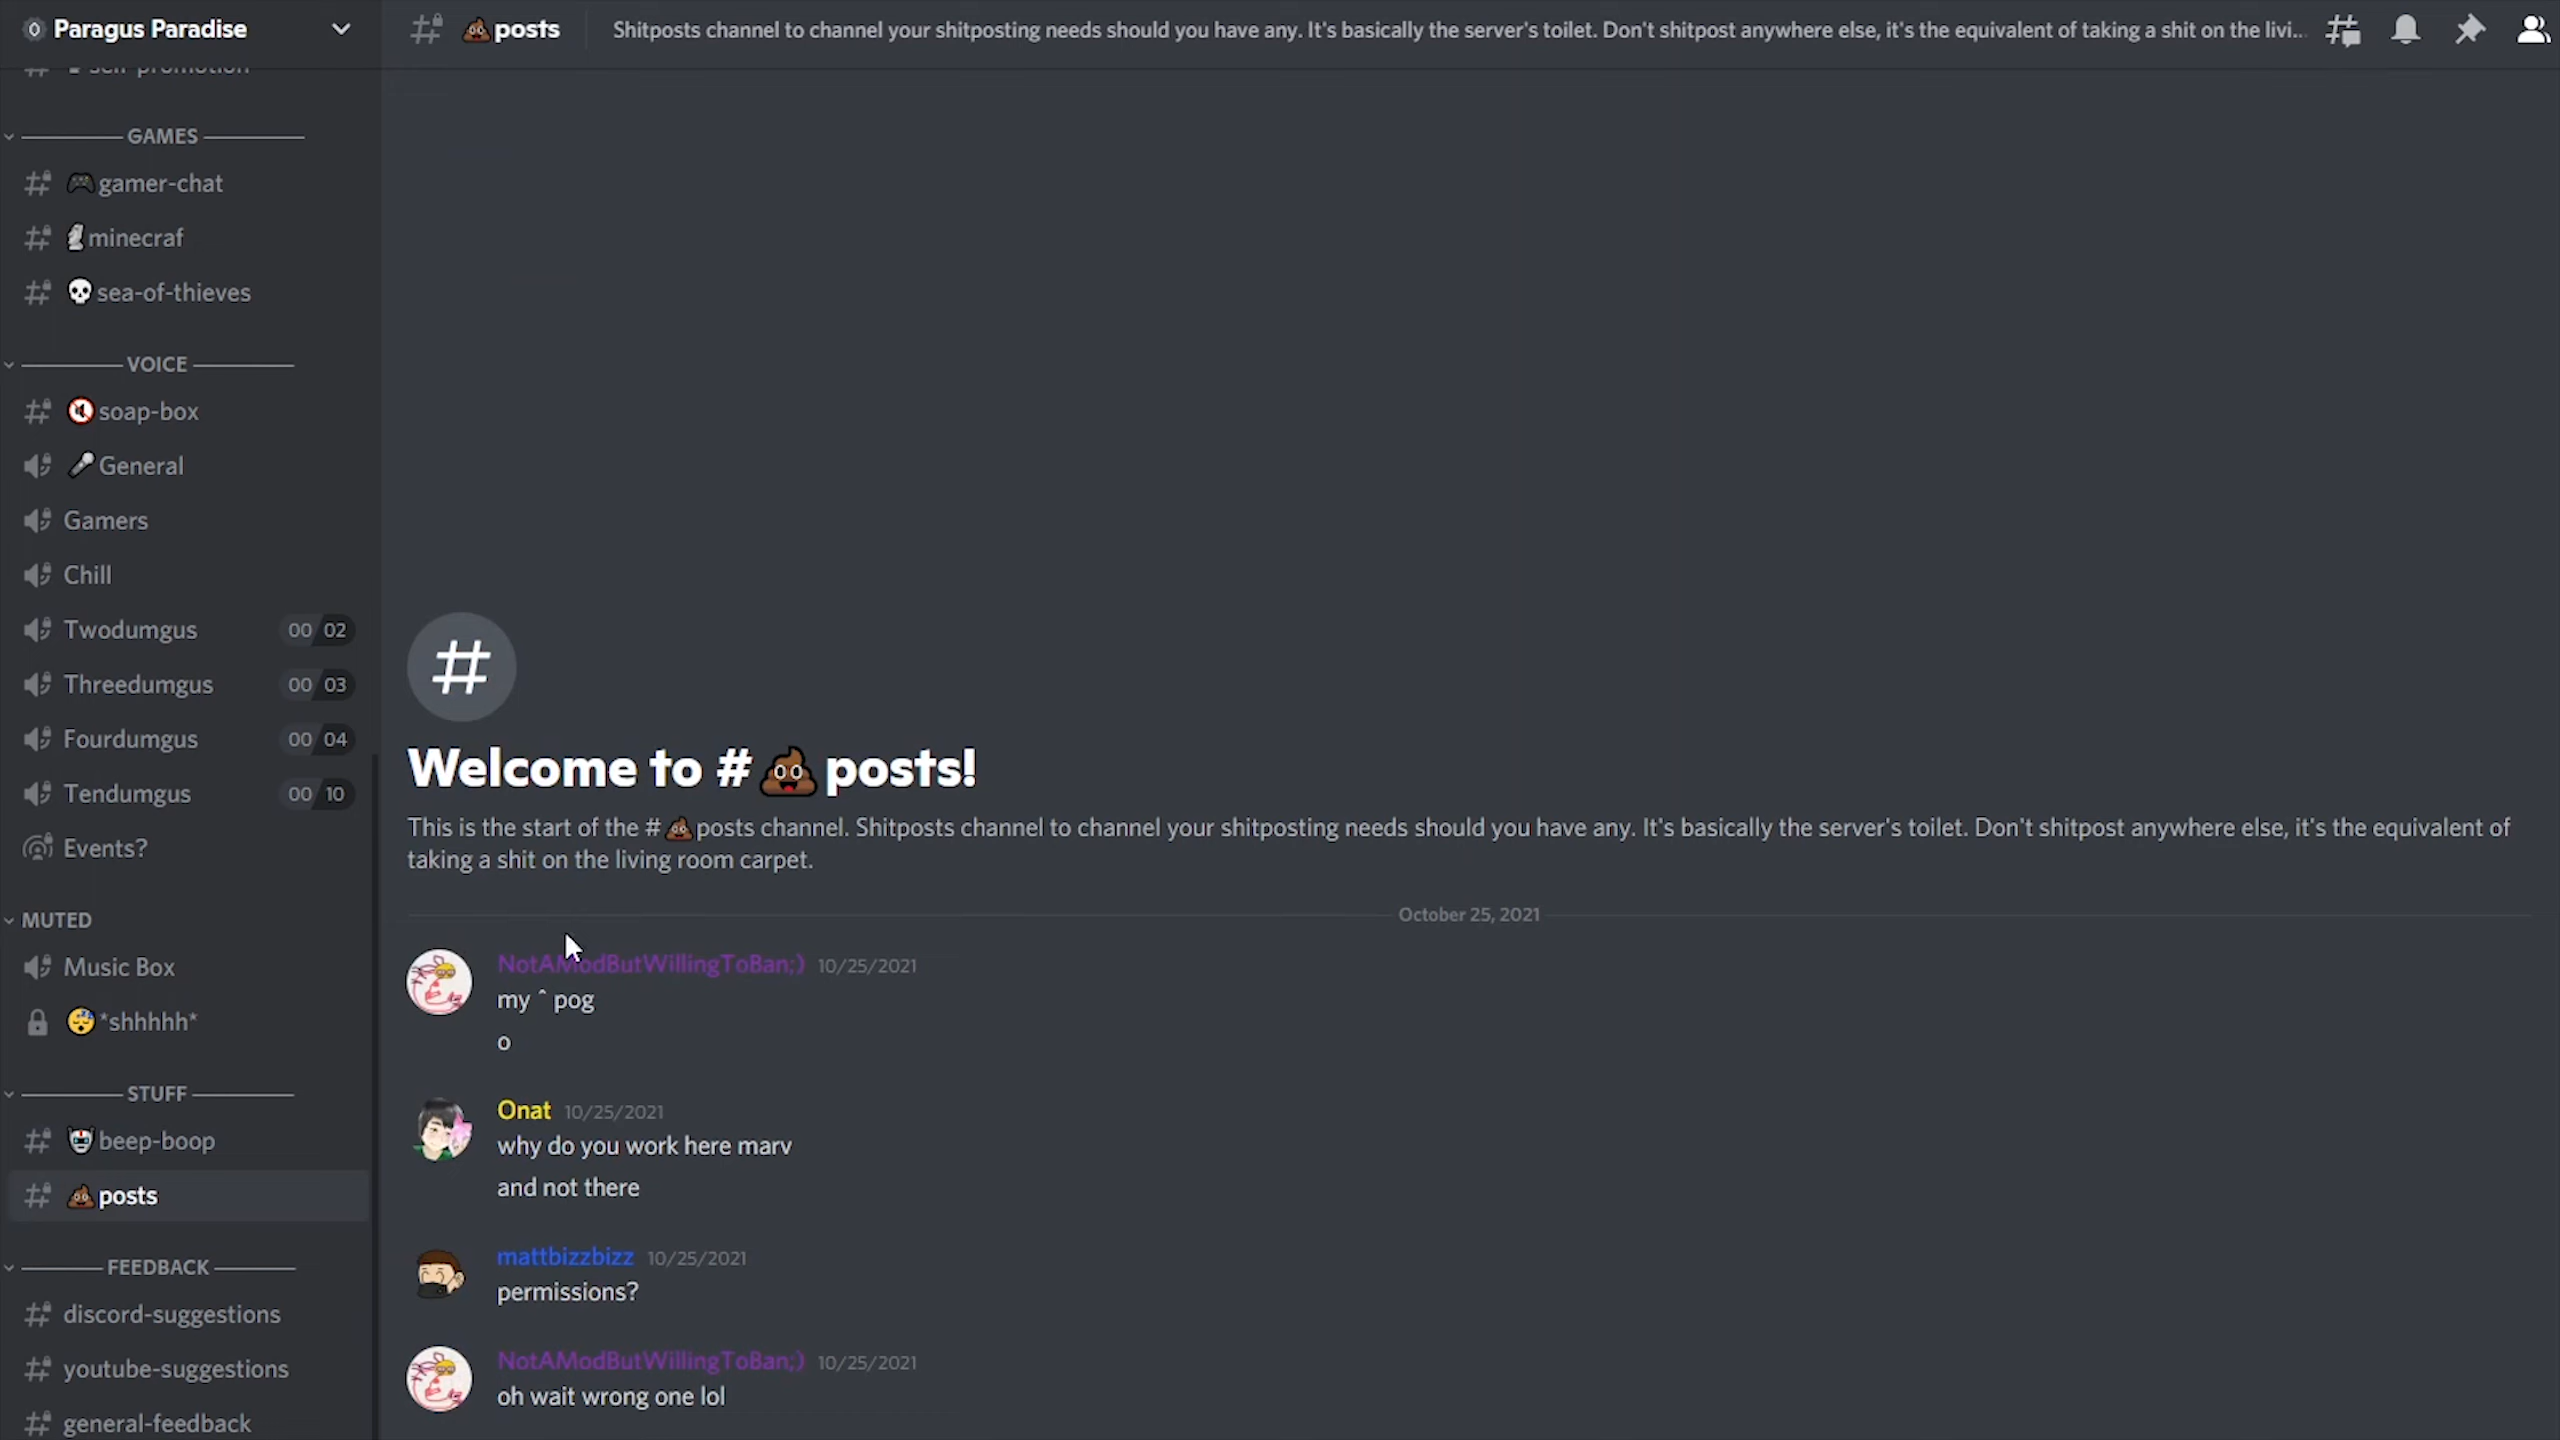 Paragus Paradise
self-promotion
GAMES
🎮gamer-chat
🗿minecraf
💀sea-of-thieves
VOICE
🔇soap-box
🎤General
Gamers
Chill
Twodumgus 00 02
Threedumgus 00 03
Fourdumgus 00 04
Tendumgus 00 10
Events?
MUTED
Music Box
😴*shhhhh*
STUFF
beep-boop
💩posts
FEEDBACK
discord-suggestions
youtube-suggestions
general-feedback
💩posts Shitposts channel to channel your shitposting needs should you have any. It's basically the server's toilet. Don't shitpost anywhere else, it's the equivalent of taking a shit on the livi...
Welcome to #💩posts!
This is the start of the #💩posts channel. Shitposts channel to channel your shitposting needs should you have any. It's basically the server's toilet. Don't shitpost anywhere else, it's the equivalent of
taking a shit on the living room carpet.
October 25, 2021
NotAModButWillingToBan;) 10/25/2021
my ^ pog
o
Onat 10/25/2021
why do you work here marv
and not there
mattbizzbizz 10/25/2021
permissions?
NotAModButWillingToBan;) 10/25/2021
oh wait wrong one lol